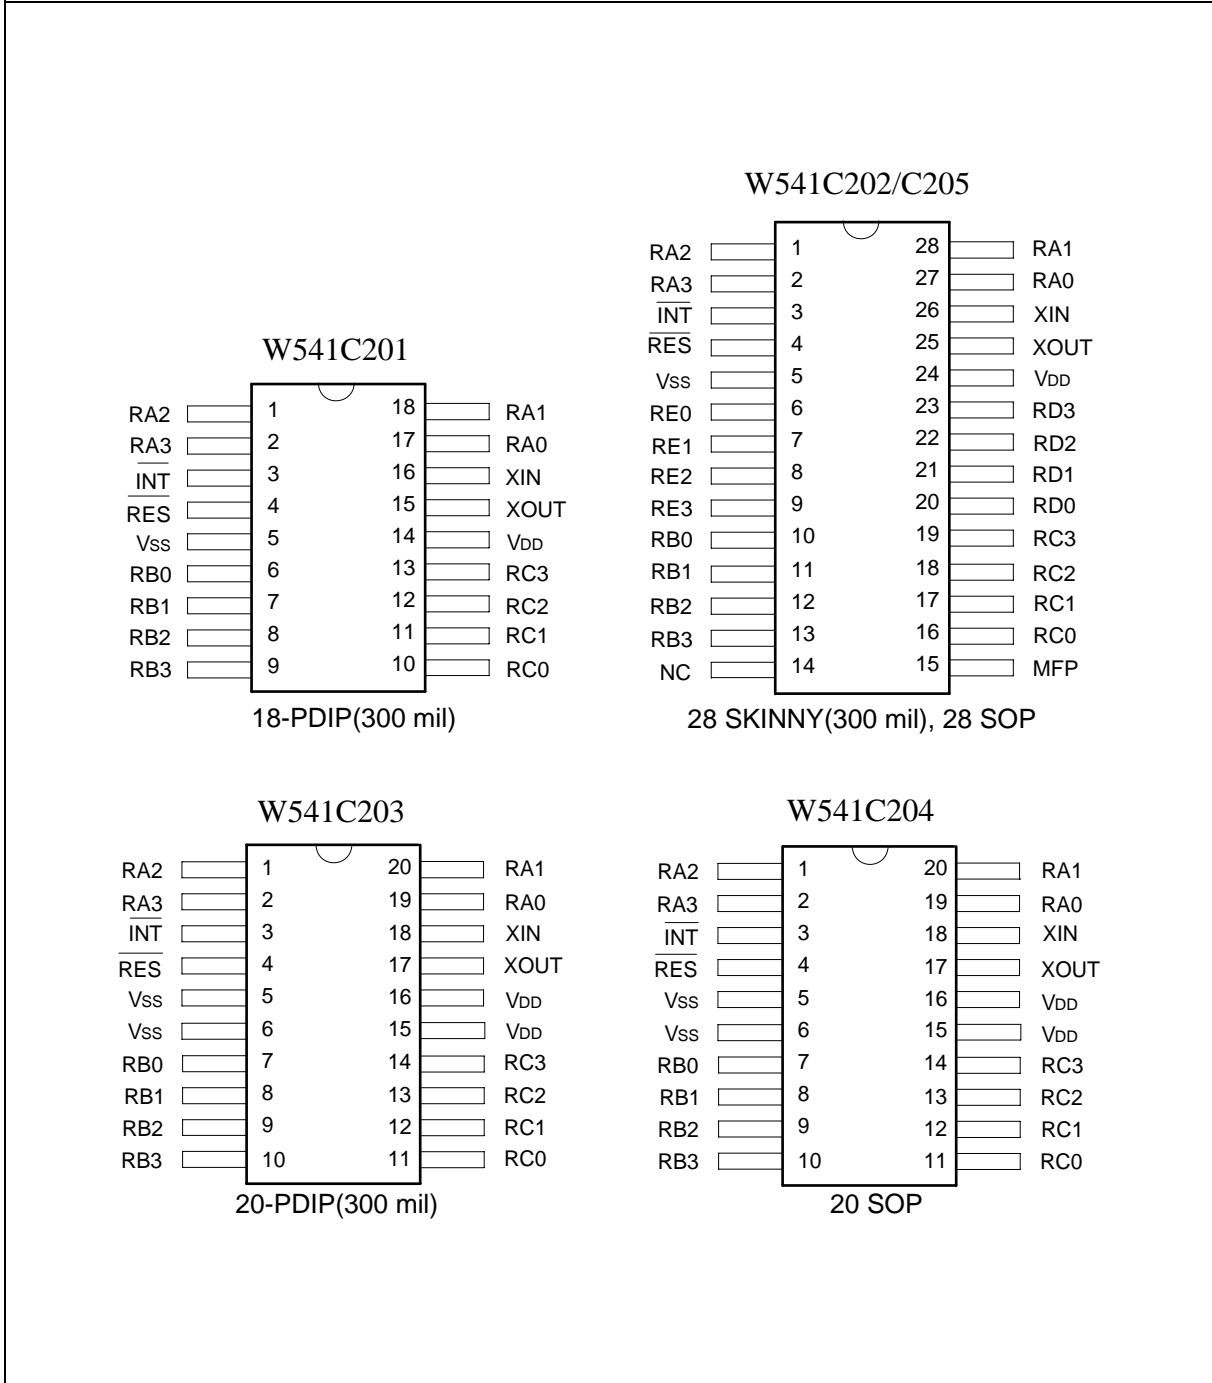 W541C202/C205
RA2 1 28 RA1
RA3 2 27 RA0
INT 3 26 XIN
RES 4 25 XOUT
VSS 5 24 VDD
RE0 6 23 RD3
RE1 7 22 RD2
RE2 8 21 RD1
RE3 9 20 RD0
RB0 10 19 RC3
RB1 11 18 RC2
RB2 12 17 RC1
RB3 13 16 RC0
NC 14 15 MFP
28 SKINNY(300 mil), 28 SOP
W541C201
RA2 1 18 RA1
RA3 2 17 RA0
INT 3 16 XIN
RES 4 15 XOUT
VSS 5 14 VDD
RB0 6 13 RC3
RB1 7 12 RC2
RB2 8 11 RC1
RB3 9 10 RC0
18-PDIP(300 mil)
W541C203
RA2 1 20 RA1
RA3 2 19 RA0
INT 3 18 XIN
RES 4 17 XOUT
VSS 5 16 VDD
VSS 6 15 VDD
RB0 7 14 RC3
RB1 8 13 RC2
RB2 9 12 RC1
RB3 10 11 RC0
20-PDIP(300 mil)
W541C204
RA2 1 20 RA1
RA3 2 19 RA0
INT 3 18 XIN
RES 4 17 XOUT
VSS 5 16 VDD
VSS 6 15 VDD
RB0 7 14 RC3
RB1 8 13 RC2
RB2 9 12 RC1
RB3 10 11 RC0
20 SOP